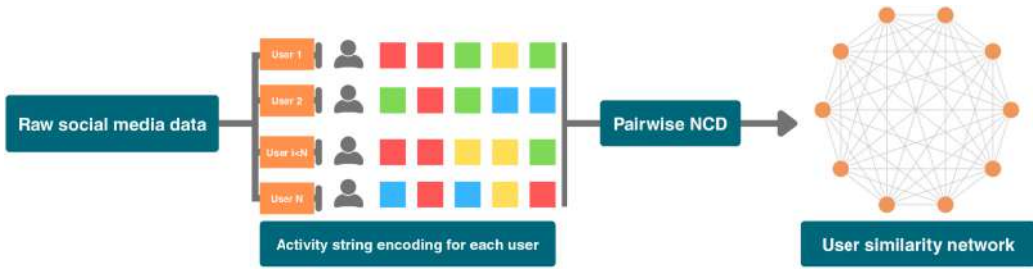 Raw social media data
User 1
User 2
User i<N
User N
Activity string encoding for each user
Pairwise NCD
User similarity network